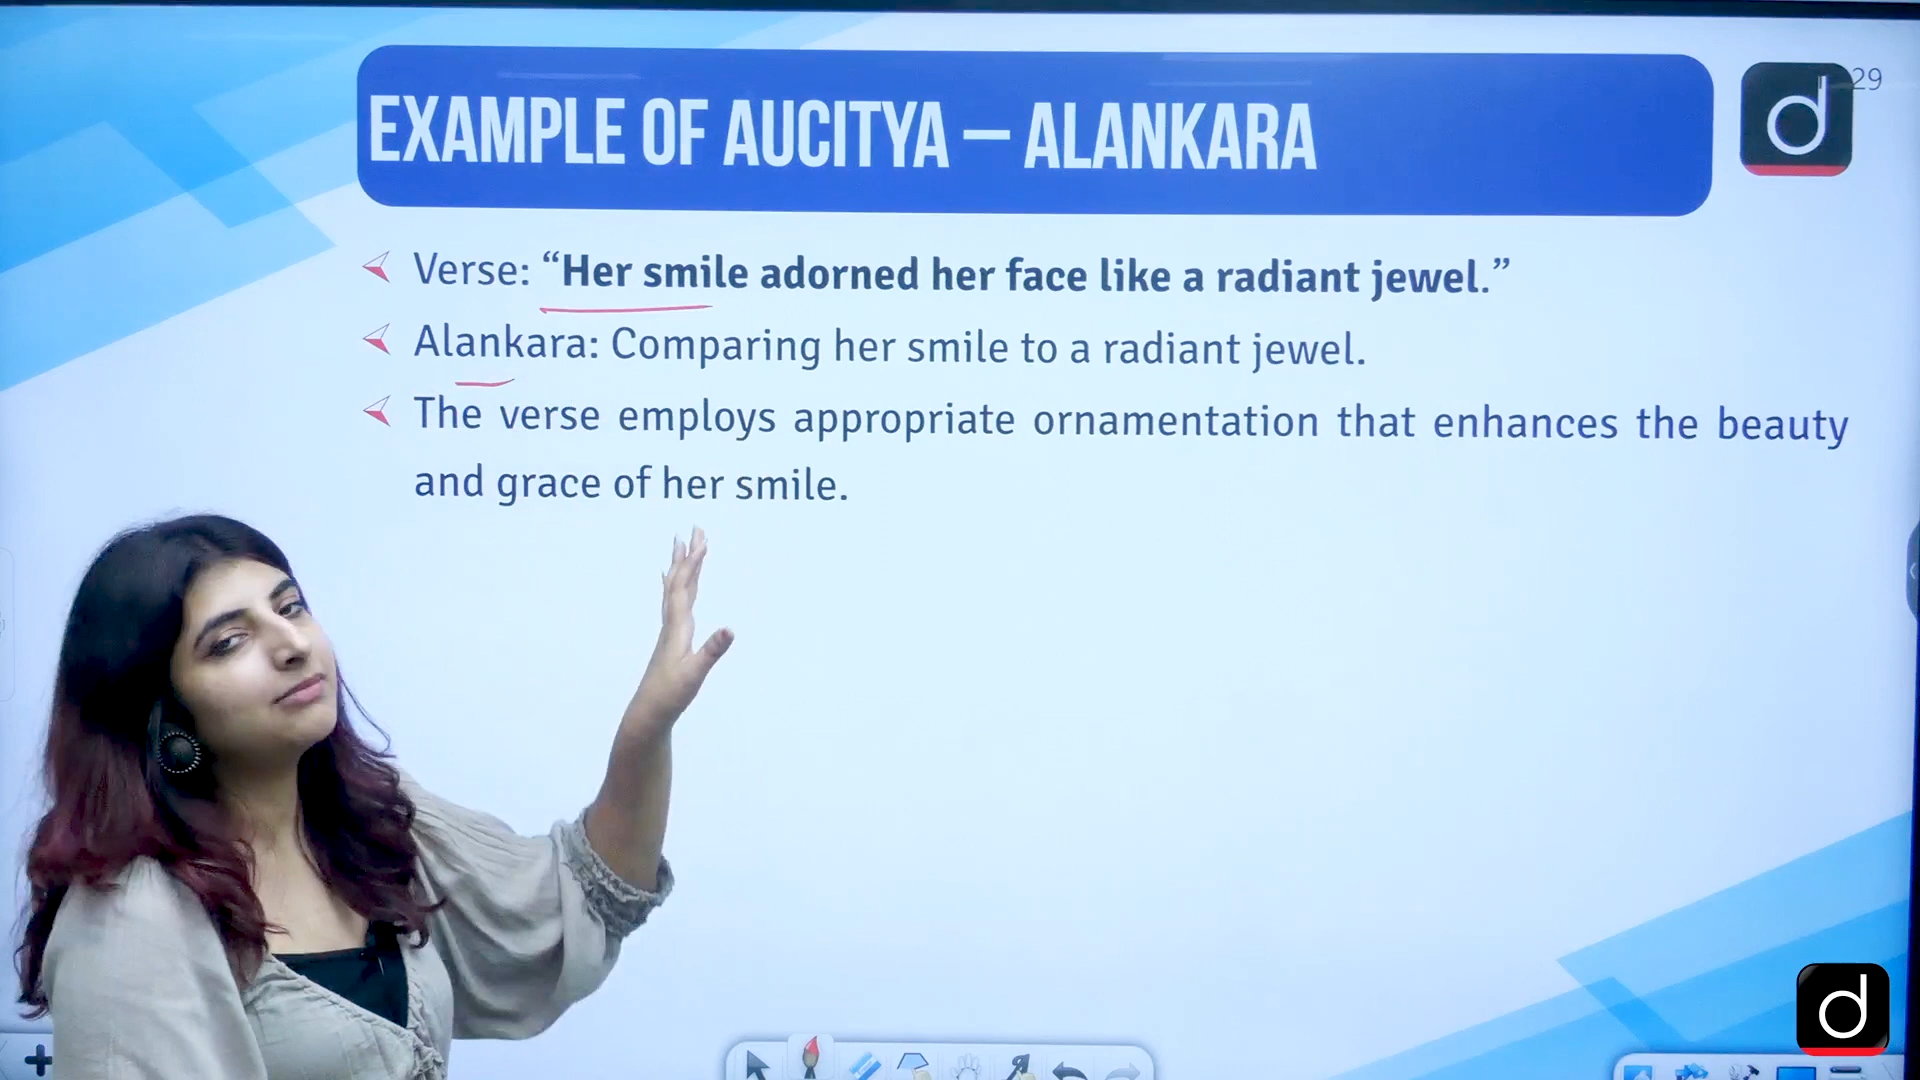 EXAMPLE OF AUCITYA – ALANKARA
d
29
Verse: “Her smile adorned her face like a radiant jewel.”
Alankara: Comparing her smile to a radiant jewel.
The verse employs appropriate ornamentation that enhances the beauty
and grace of her smile.
d